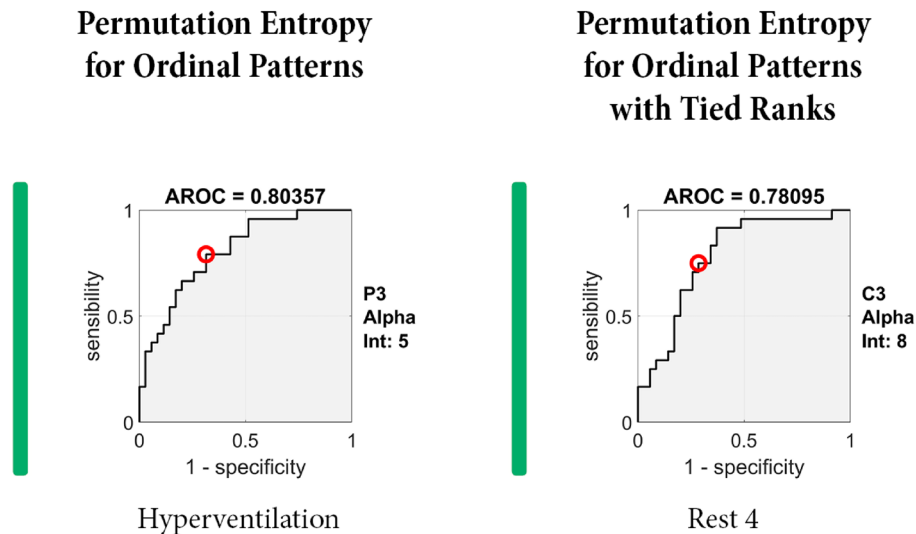 Permutation Entropy
for Ordinal Patterns
Permutation Entropy
for Ordinal Patterns
with Tied Ranks
AROC = 0.80357
1
0.5
0
sensibility
0
0.5
1
1 - specificity
P3
Alpha
Int: 5
Hyperventilation
AROC = 0.78095
1
0.5
0
sensibility
0
0.5
1
1 - specificity
C3
Alpha
Int: 8
Rest 4